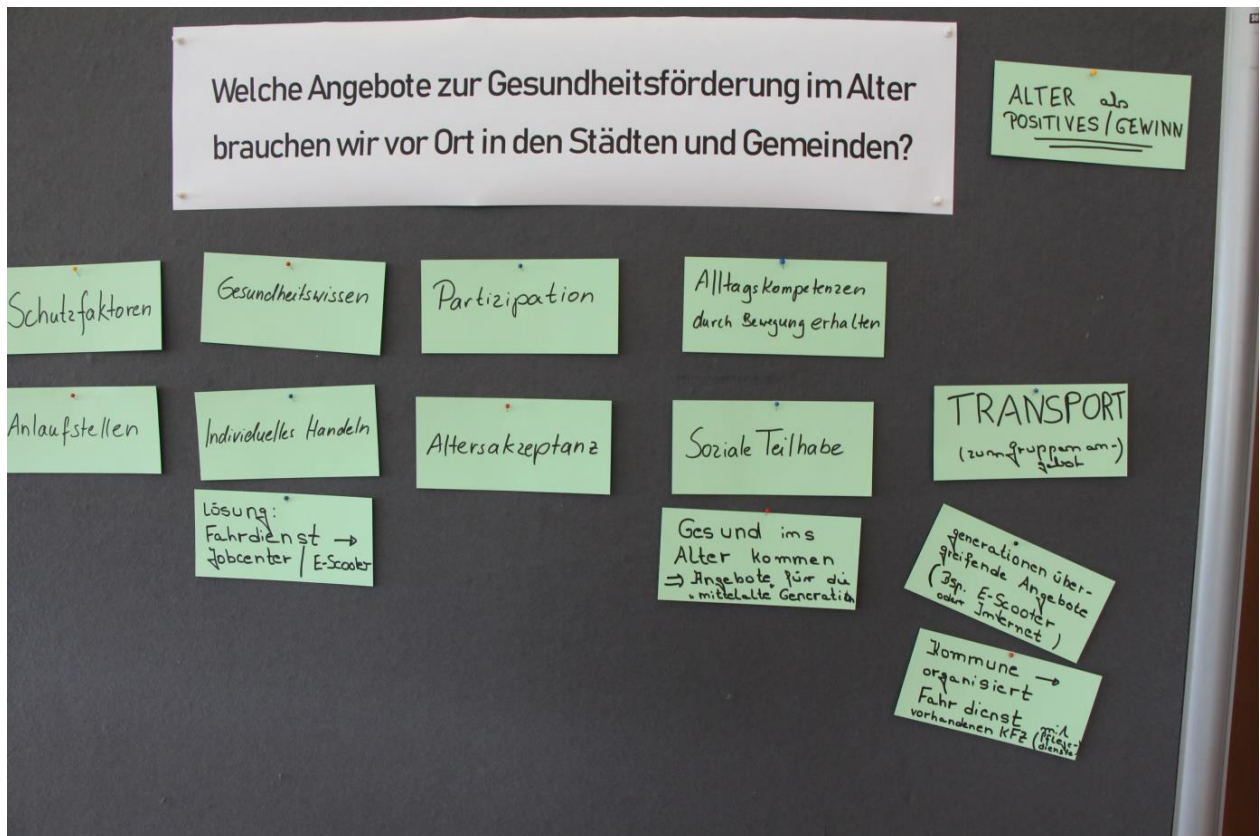 Welche Angebote zur Gesundheitsförderung im Alter
brauchen wir vor Ort in den Städten und Gemeinden?
ALTER als
POSITIVES/GEWINN
Schutzfaktoren
Gesundheitswissen
Partizipation
Alltagskompetenzen
durch Bewegung erhalten
Anlaufstellen
Individuelles Handeln
Altersakzeptanz
Soziale Teilhabe
TRANSPORT
(zum gruppenan-)
gebot
Lösung:
Fahrdienst →
Jobcenter / E-Scooter
Gesund ins
Alter kommen
⇒ Angebote für die
"mittelalte Generation
generationen über-
greifende Angebote
(Bsp. E-Scooter
oder Internet)
Kommune →
organisiert
Fahrdienst mit
vorhandenen KFZ (Pflege-
dienste